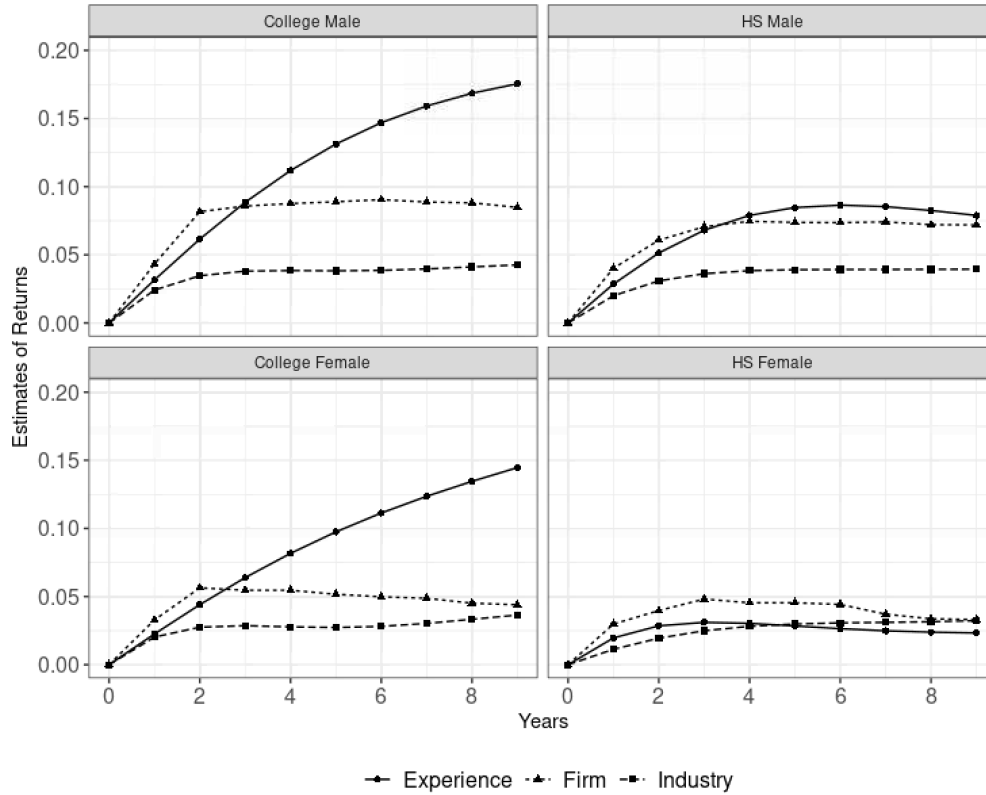 College Male
HS Male
0.20
0.15
0.10
0.05
0.00
College Female
HS Female
0.20
0.15
0.10
0.05
0.00
Estimates of Returns
0 2 4 6 8 0 2 4 6 8
Years
Experience Firm Industry